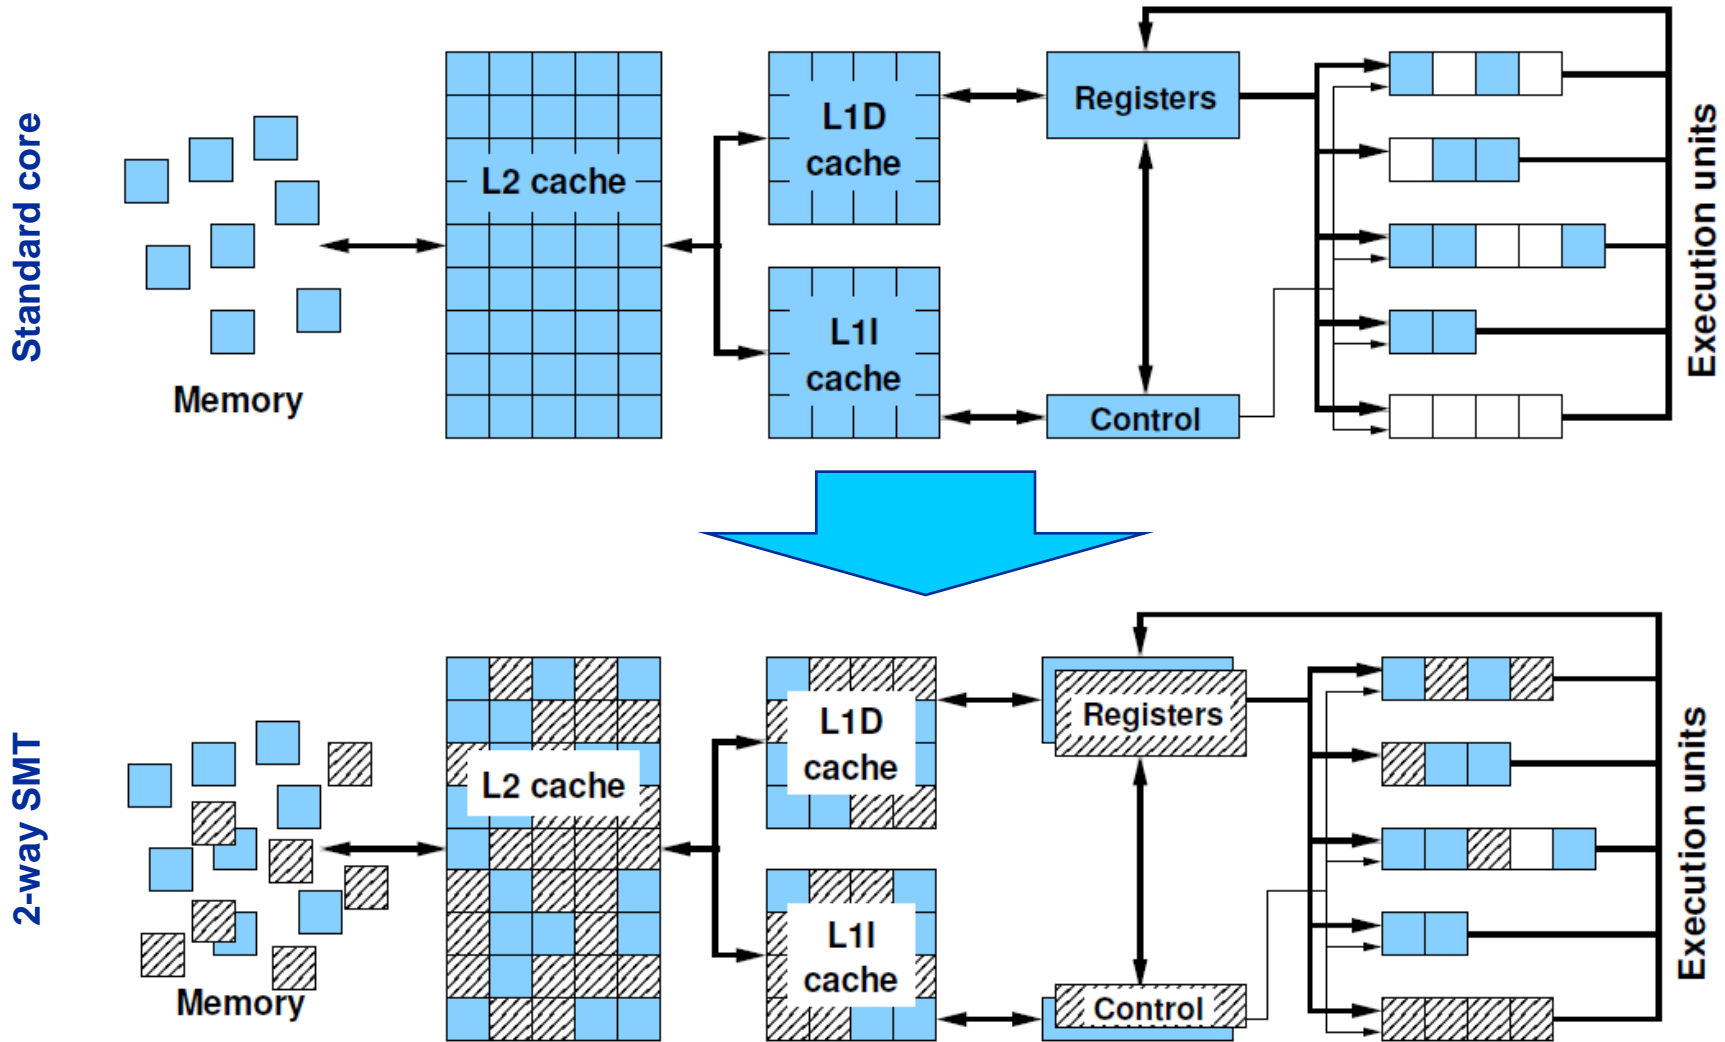 Standard core
Memory
L2 cache
L1D
cache
L1I
cache
Registers
Control
Execution units
2-way SMT
Memory
L2 cache
L1D
cache
L1I
cache
Registers
Control
Execution units